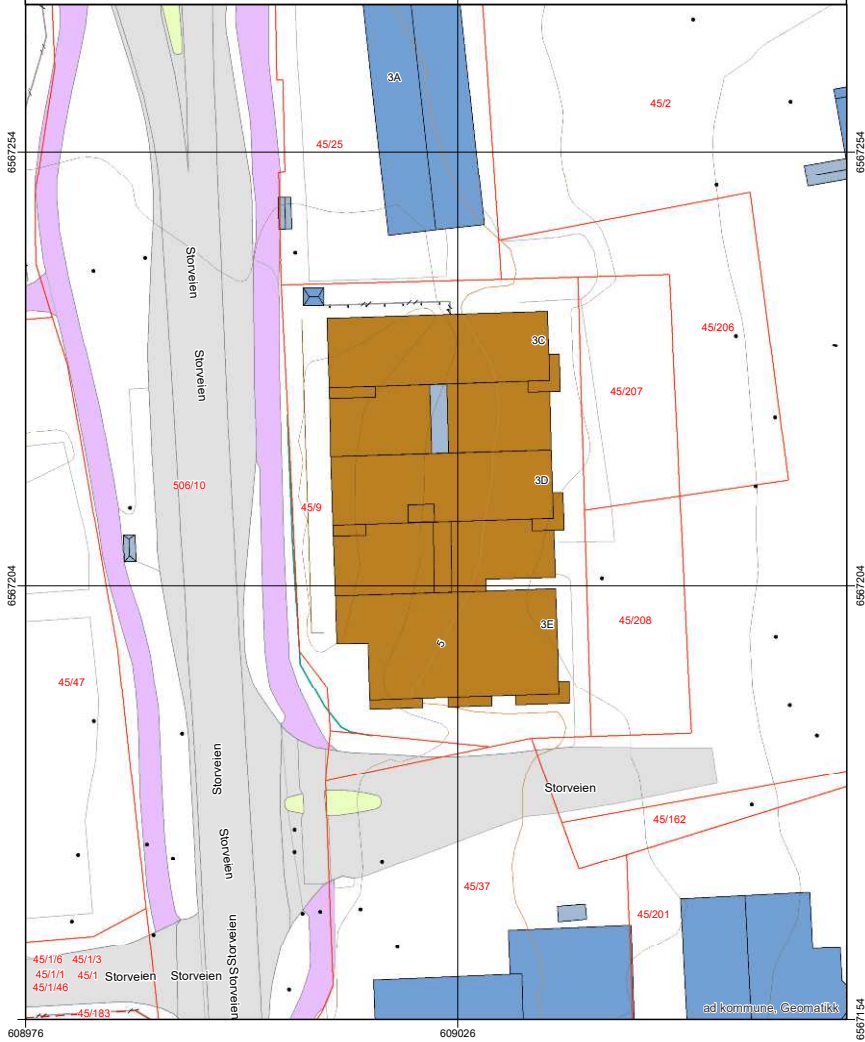 3A
45/2
45/25
6567254
6567254
Storveien
Storveien
45/206
3C
45/207
3D
506/10
45/9
6567204
6567204
45/208
3E
5
45/47
Storveien
Storveien
Storveien
45/162
45/37
45/201
Storveien
Storveien
45/1/6
45/1/3
45/1/1
45/1
45/1/46
Storveien
Storveien
45/183
ad kommune, Geomatikk
6567154
608976
609026